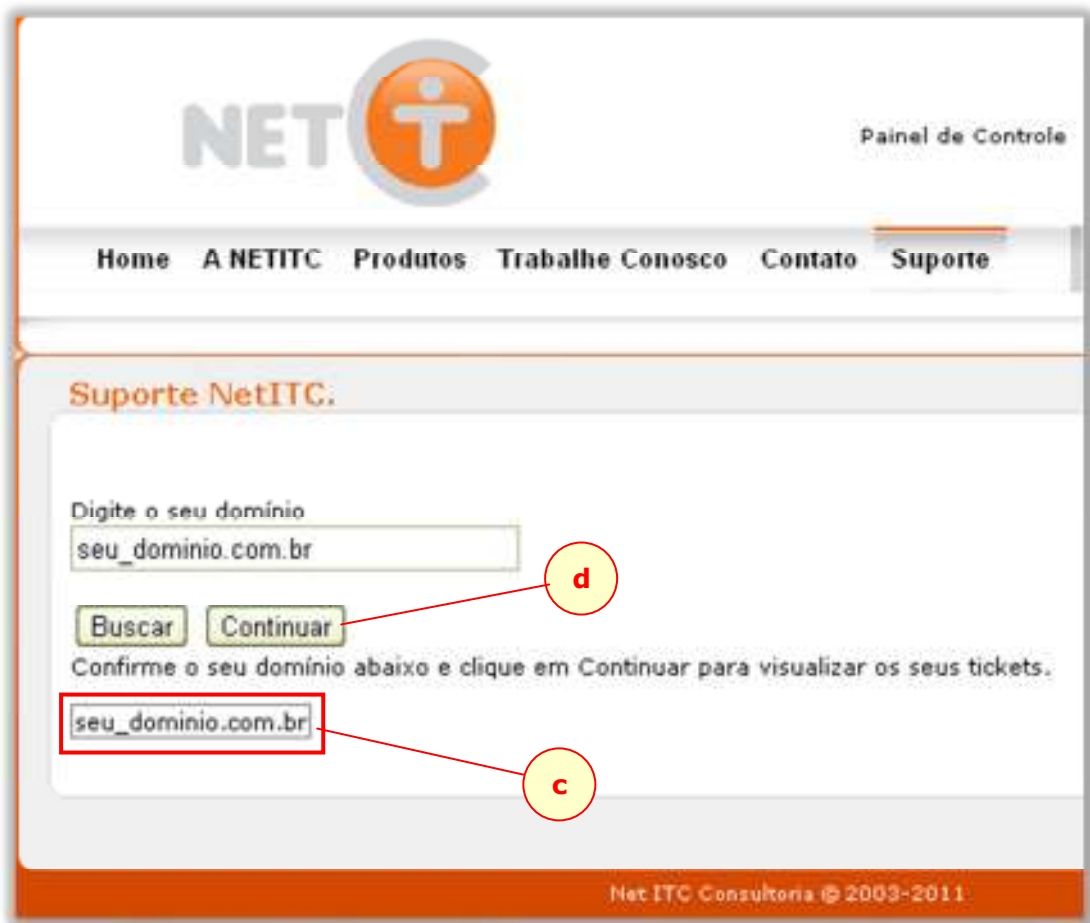 NET
Painel de Controle
Home A NETITC Produtos Trabalhe Conosco Contato Suporte
Suporte NetITC.
Digite o seu domínio
seu_dominio.com.br
d
Buscar Continuar
Confirme o seu domínio abaixo e clique em Continuar para visualizar os seus tickets.
seu_dominio.com.br
c
Net ITC Consultoria @ 2003-2011